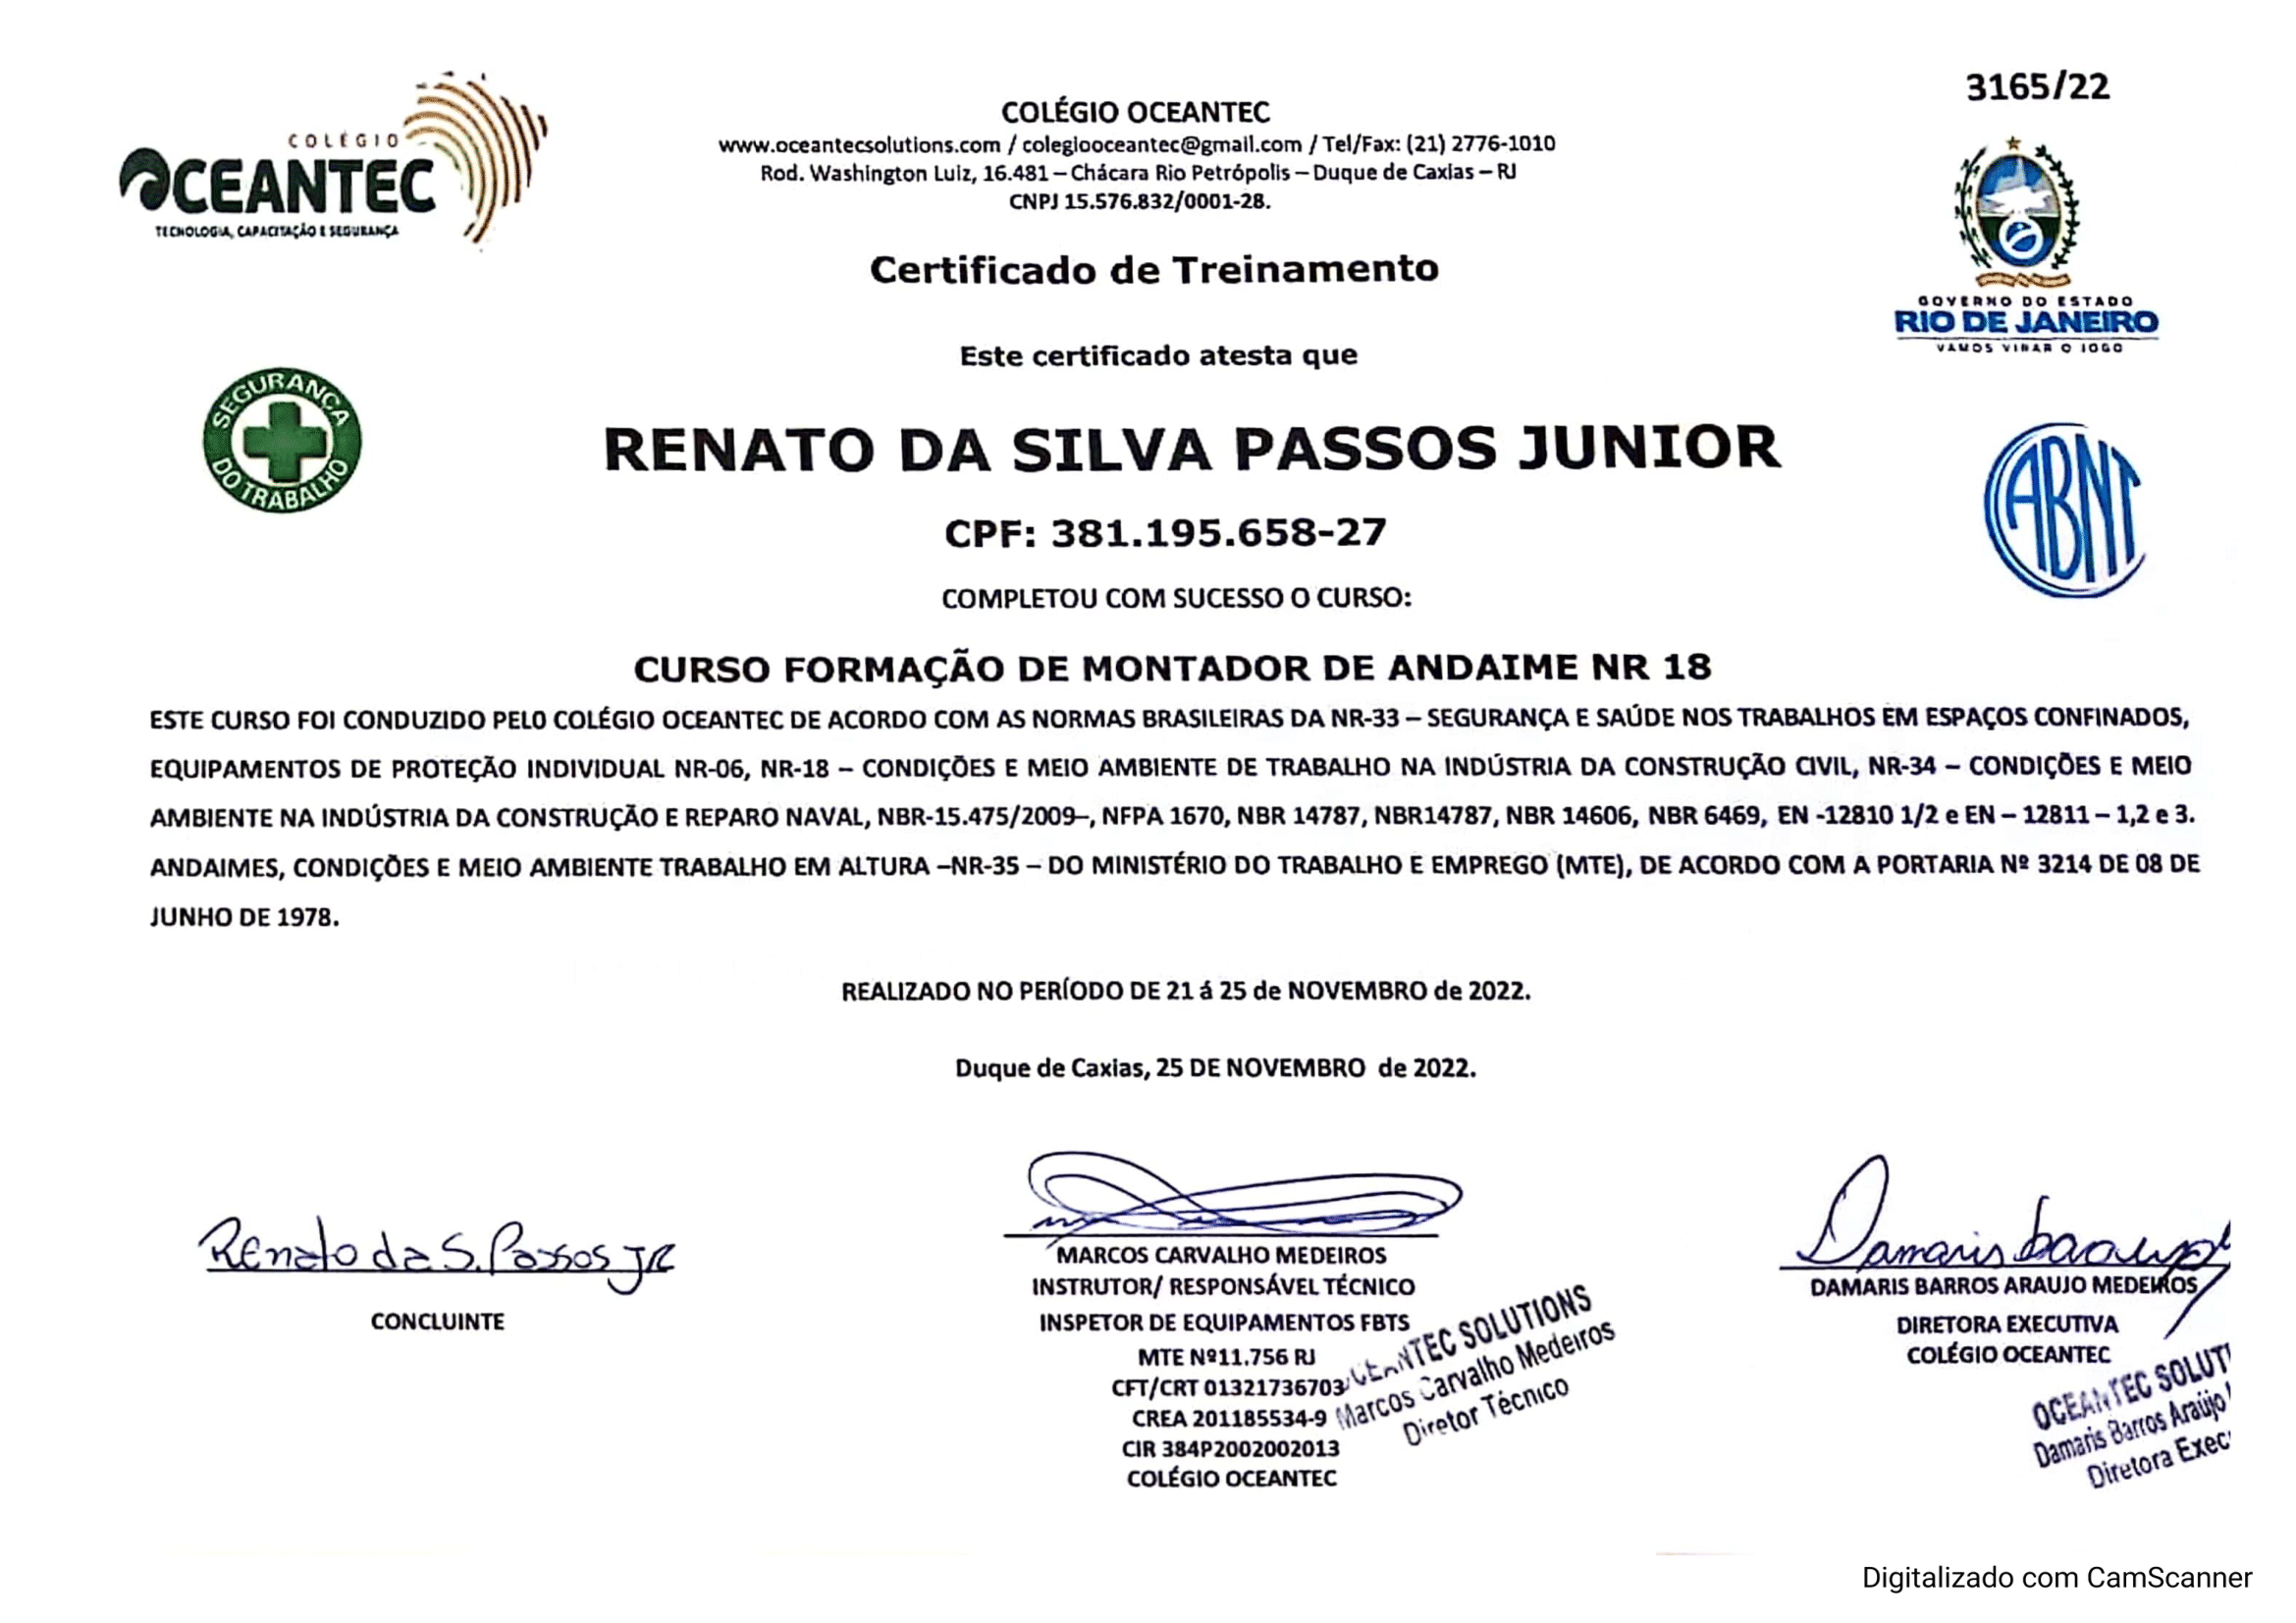 3165/22
COLÉGIO
OCEANTEC
TECNOLOGIA, CAPACITAÇÃO E SEGURANÇA
COLÉGIO OCEANTEC
www.oceantecsolutions.com / colegiooceantec@gmail.com / Tel/Fax: (21) 2776-1010
Rod. Washington Luiz, 16.481 – Chácara Rio Petrópolis – Duque de Caxias – RJ
CNPJ 15.576.832/0001-28.
Certificado de Treinamento
GOVERNO DO ESTADO
RIO DE JANEIRO
VAMOS VIRAR O JOGO
Este certificado atesta que
SEGURANÇA
DO TRABALHO
RENATO DA SILVA PASSOS JUNIOR
ABNT
CPF: 381.195.658-27
COMPLETOU COM SUCESSO O CURSO:
CURSO FORMAÇÃO DE MONTADOR DE ANDAIME NR 18
ESTE CURSO FOI CONDUZIDO PELO COLÉGIO OCEANTEC DE ACORDO COM AS NORMAS BRASILEIRAS DA NR-33 – SEGURANÇA E SAÚDE NOS TRABALHOS EM ESPAÇOS CONFINADOS,
EQUIPAMENTOS DE PROTEÇÃO INDIVIDUAL NR-06, NR-18 – CONDIÇÕES E MEIO AMBIENTE DE TRABALHO NA INDÚSTRIA DA CONSTRUÇÃO CIVIL, NR-34 – CONDIÇÕES E MEIO
AMBIENTE NA INDÚSTRIA DA CONSTRUÇÃO E REPARO NAVAL, NBR-15.475/2009–, NFPA 1670, NBR 14787, NBR14787, NBR 14606, NBR 6469, EN -12810 1/2 e EN – 12811 – 1,2 e 3.
ANDAIMES, CONDIÇÕES E MEIO AMBIENTE TRABALHO EM ALTURA –NR-35 – DO MINISTÉRIO DO TRABALHO E EMPREGO (MTE), DE ACORDO COM A PORTARIA Nº 3214 DE 08 DE
JUNHO DE 1978.
REALIZADO NO PERÍODO DE 21 á 25 de NOVEMBRO de 2022.
Duque de Caxias, 25 DE NOVEMBRO de 2022.
Renato da S. Passos JR
CONCLUINTE
MARCOS CARVALHO MEDEIROS
INSTRUTOR/ RESPONSÁVEL TÉCNICO
INSPETOR DE EQUIPAMENTOS FBTS
MTE Nº11.756 RJ
CFT/CRT 01321736703
CREA 201185534-9
CIR 384P2002002013
COLÉGIO OCEANTEC
OCEANTEC SOLUTIONS
Marcos Carvalho Medeiros
Diretor Técnico
Damaris
DAMARIS BARROS ARAUJO MEDEIROS
DIRETORA EXECUTIVA
COLÉGIO OCEANTEC
OCEANTEC SOLUTI
Damaris Barros Araújo
Diretora Exec
Digitalizado com CamScanner